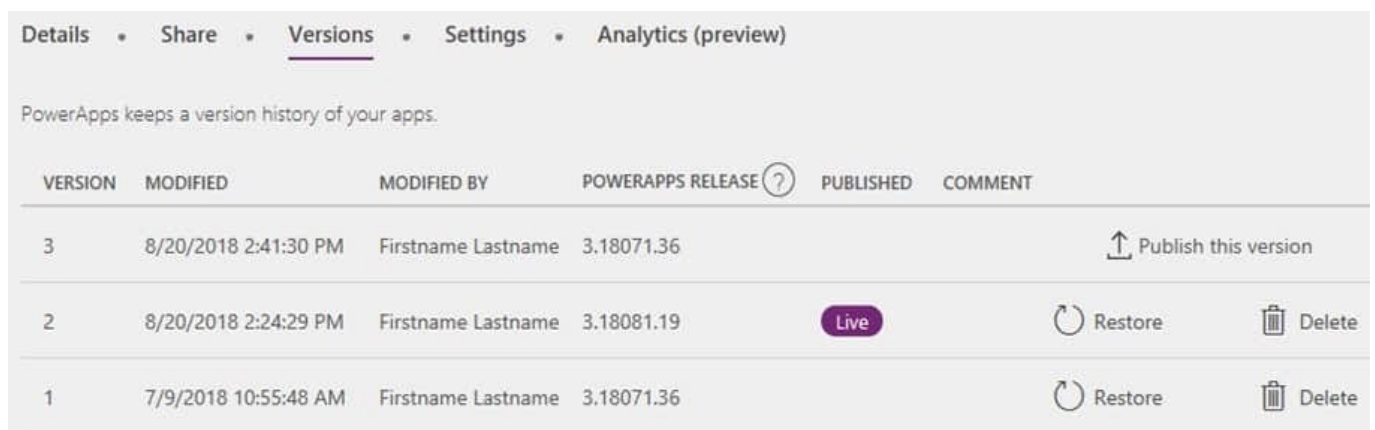 Details • Share • Versions • Settings • Analytics (preview)
PowerApps keeps a version history of your apps.
VERSION MODIFIED MODIFIED BY POWERAPPS RELEASE ? PUBLISHED COMMENT
3 8/20/2018 2:41:30 PM Firstname Lastname 3.18071.36 Publish this version
2 8/20/2018 2:24:29 PM Firstname Lastname 3.18081.19 Live Restore Delete
1 7/9/2018 10:55:48 AM Firstname Lastname 3.18071.36 Restore Delete